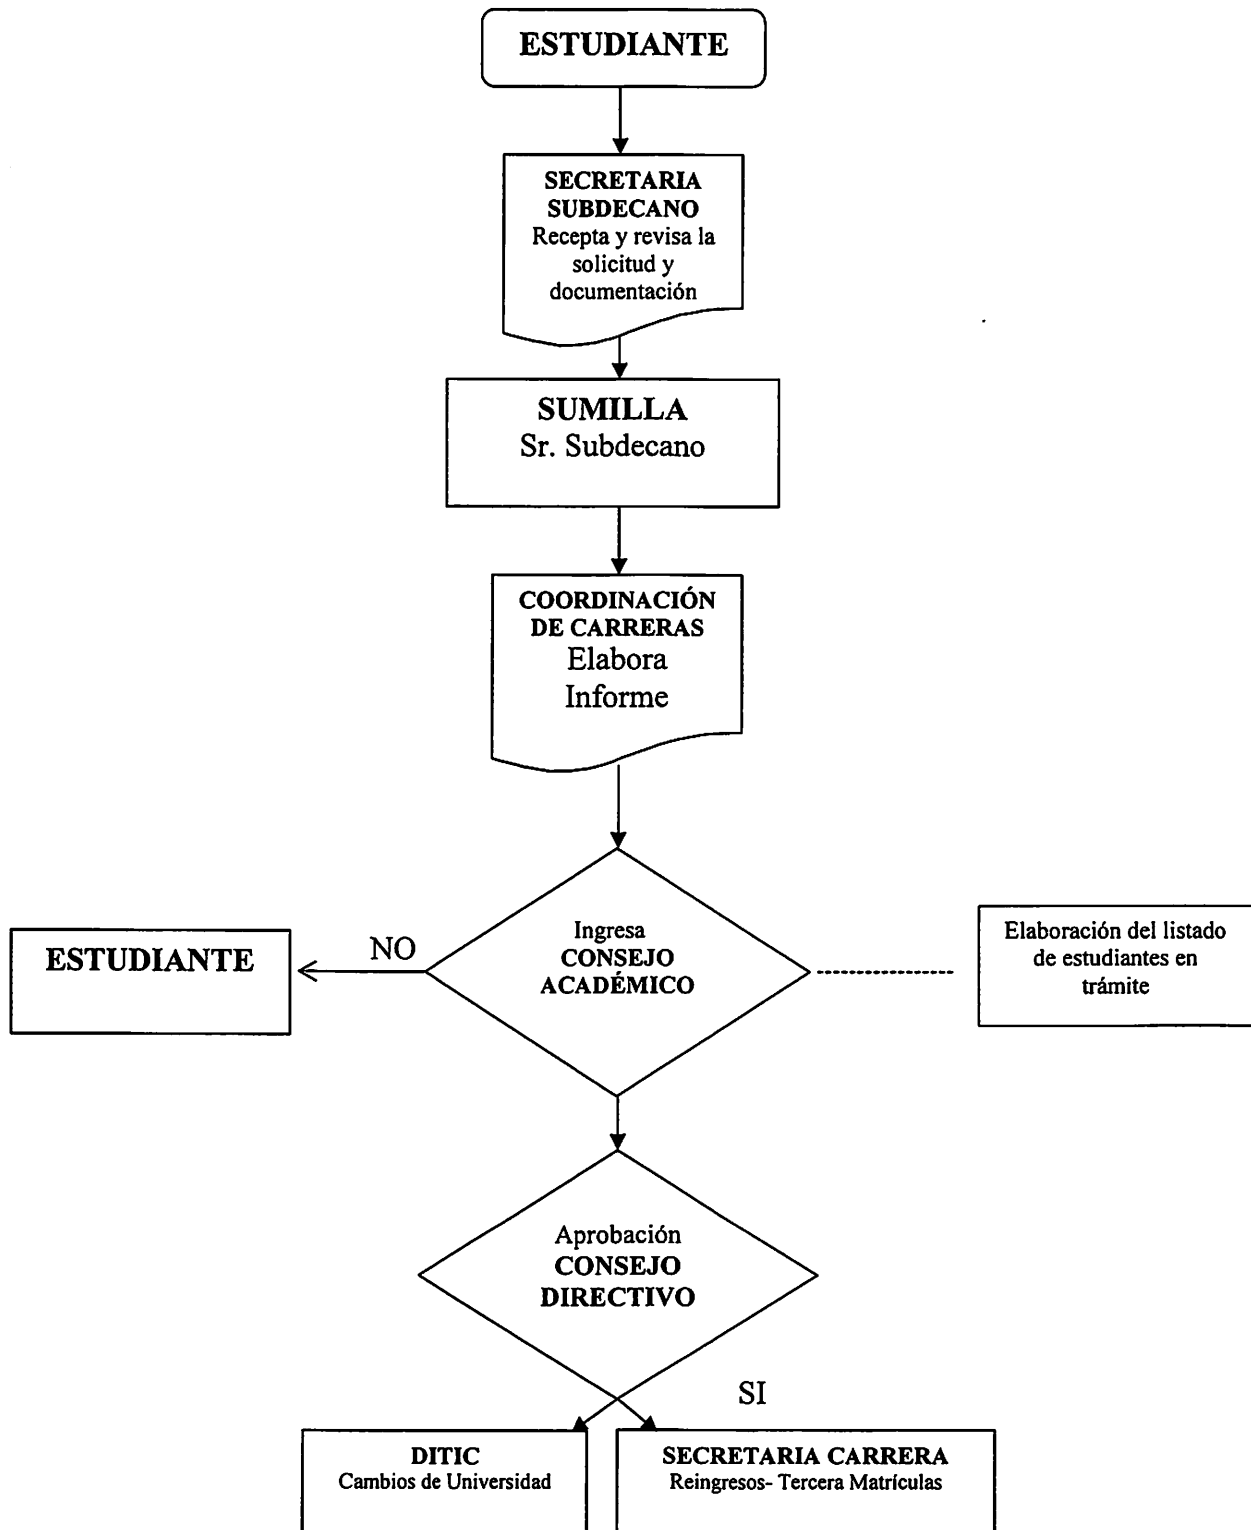 ESTUDIANTE
SECRETARIA
SUBDECANO
Recepta y revisa la
solicitud y
documentación
SUMILLA
Sr. Subdecano
COORDINACIÓN
DE CARRERAS
Elabora
Informe
ESTUDIANTE
NO
Ingresa
CONSEJO
ACADÉMICO
Elaboración del listado
de estudiantes en
trámite
Aprobación
CONSEJO
DIRECTIVO
SI
DITIC
Cambios de Universidad
SECRETARIA CARRERA
Reingresos- Tercera Matrículas